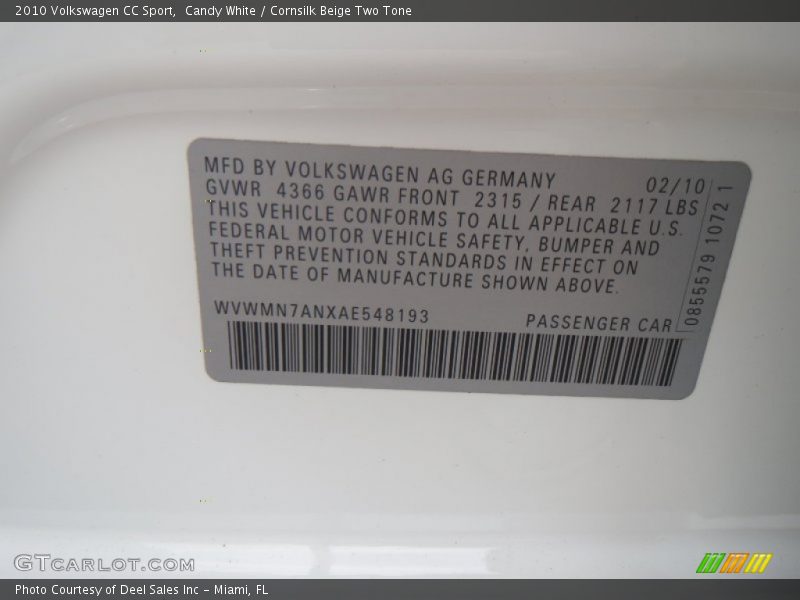 2010 Volkswagen CC Sport,  Candy White / Cornsilk Beige Two Tone
MFD BY VOLKSWAGEN AG GERMANY 02/10
GVWR 4366 GAWR FRONT 2315 / REAR 2117 LBS
THIS VEHICLE CONFORMS TO ALL APPLICABLE U.S.
FEDERAL MOTOR VEHICLE SAFETY, BUMPER AND
THEFT PREVENTION STANDARDS IN EFFECT ON
THE DATE OF MANUFACTURE SHOWN ABOVE.
0855579 1072 1
WVWMN7ANXAE548193 PASSENGER CAR
GTCARLOT.COM
Photo Courtesy of Deel Sales Inc – Miami, FL